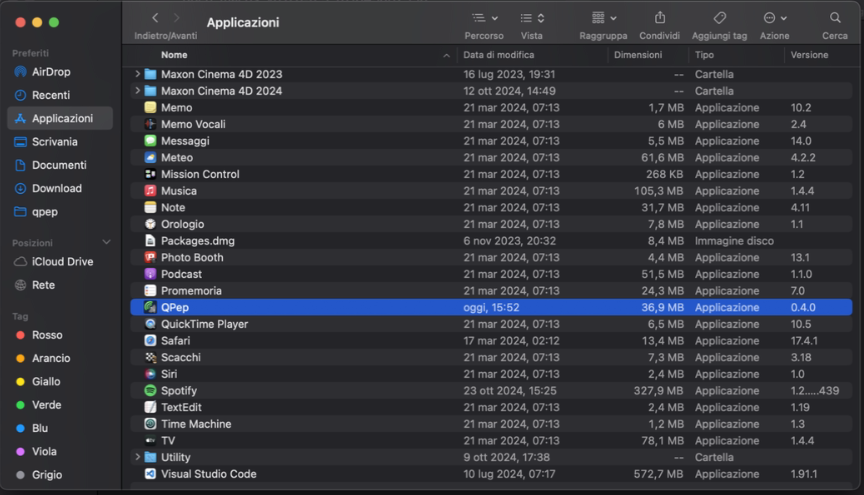 Applicazioni
Indietro/Avanti Percorso Vista Raggruppa Condividi Aggiungi tag Azione Cerca
Preferiti
AirDrop
Recenti
Applicazioni
Scrivania
Documenti
Download
qpep
Posizioni
iCloud Drive
Rete
Tag
Rosso
Arancio
Giallo
Verde
Blu
Viola
Grigio
Nome Data di modifica Dimensioni Tipo Versione
Maxon Cinema 4D 2023 16 lug 2023, 19:31 -- Cartella
Maxon Cinema 4D 2024 12 ott 2024, 14:49 -- Cartella
Memo 21 mar 2024, 07:13 1,7 MB Applicazione 10.2
Memo Vocali 21 mar 2024, 07:13 6 MB Applicazione 2.4
Messaggi 21 mar 2024, 07:13 5,5 MB Applicazione 14.0
Meteo 21 mar 2024, 07:13 61,6 MB Applicazione 4.2.2
Mission Control 21 mar 2024, 07:13 268 KB Applicazione 1.2
Musica 21 mar 2024, 07:13 105,3 MB Applicazione 1.4.4
Note 21 mar 2024, 07:13 31,7 MB Applicazione 4.11
Orologio 21 mar 2024, 07:13 7,8 MB Applicazione 1.1
Packages.dmg 6 nov 2023, 20:32 8,4 MB Immagine disco
Photo Booth 21 mar 2024, 07:13 4,4 MB Applicazione 13.1
Podcast 21 mar 2024, 07:13 51,5 MB Applicazione 1.1.0
Promemoria 21 mar 2024, 07:13 24,3 MB Applicazione 7.0
QPep oggi, 15:52 36,9 MB Applicazione 0.4.0
QuickTime Player 21 mar 2024, 07:13 6,5 MB Applicazione 10.5
Safari 17 mar 2024, 02:12 13,4 MB Applicazione 17.4.1
Scacchi 21 mar 2024, 07:13 7,3 MB Applicazione 3.18
Siri 21 mar 2024, 07:13 2,4 MB Applicazione 1.0
Spotify 23 ott 2024, 15:25 327,9 MB Applicazione 1.2.....439
TextEdit 21 mar 2024, 07:13 2,4 MB Applicazione 1.19
Time Machine 21 mar 2024, 07:13 1,2 MB Applicazione 1.3
TV 21 mar 2024, 07:13 78,1 MB Applicazione 1.4.4
Utility 9 ott 2024, 17:38 -- Cartella
Visual Studio Code 10 lug 2024, 07:17 572,7 MB Applicazione 1.91.1